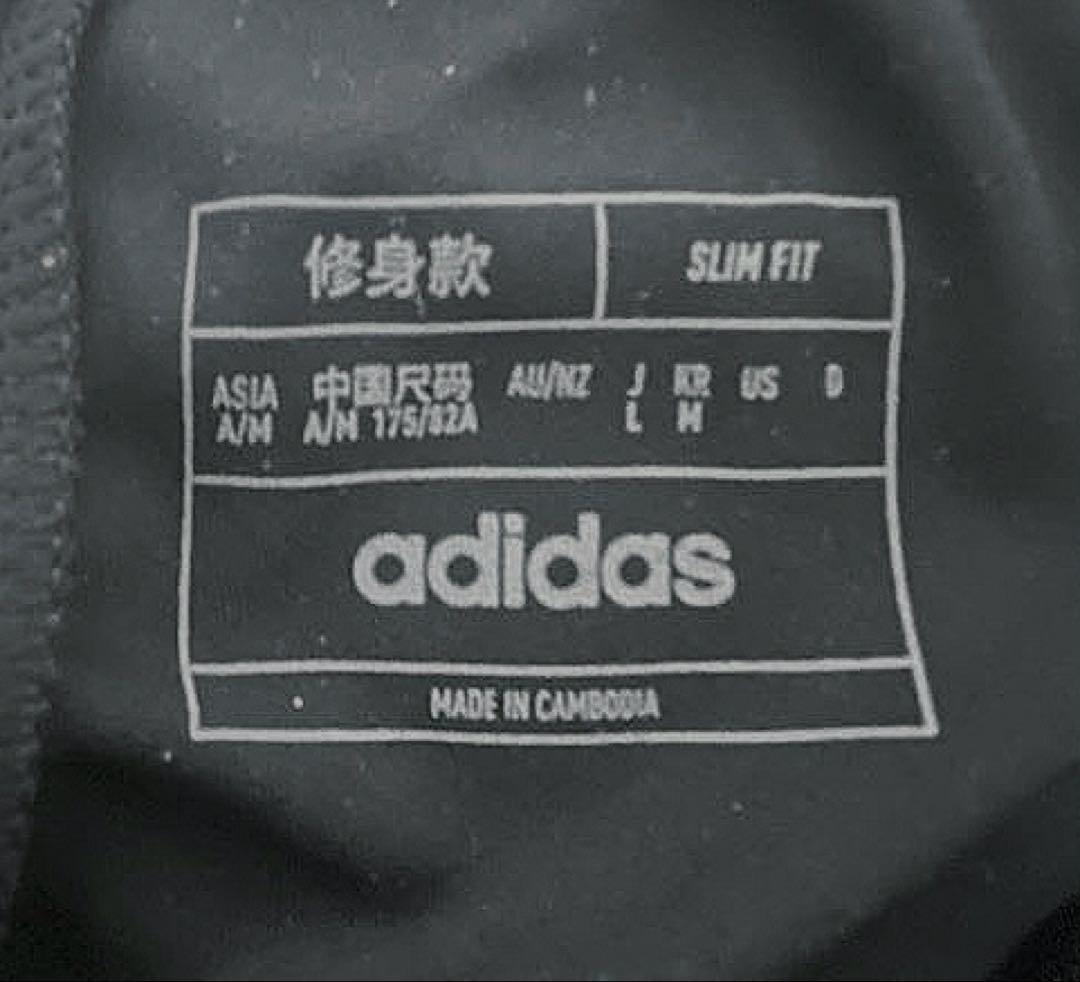 修身款 SLIM FIT
ASIA 中国尺码 AU/NZ J KR US D
A/M A/M 175/82A L M
adidas
MADE IN CAMBODIA